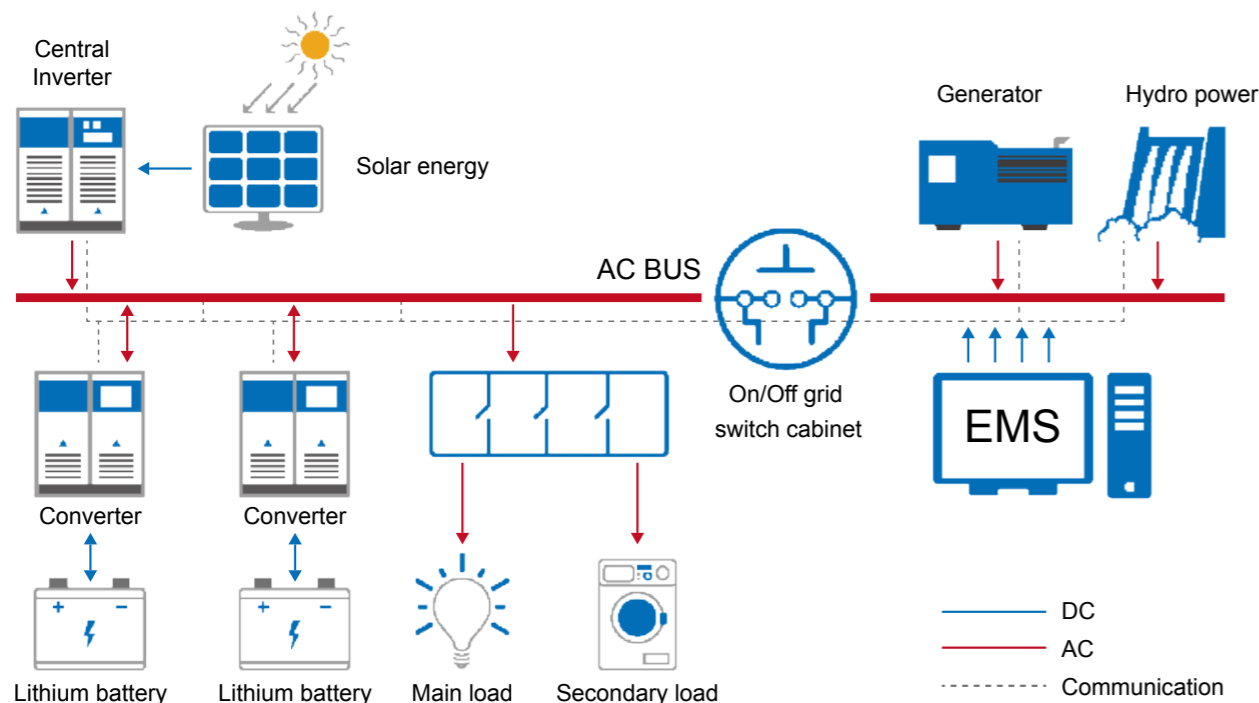 Central
Inverter
Solar energy
Generator
Hydro power
AC BUS
On/Off grid
switch cabinet
EMS
Converter
Converter
+ −
+ −
Lithium battery
Lithium battery
Main load
Secondary load
DC
AC
Communication